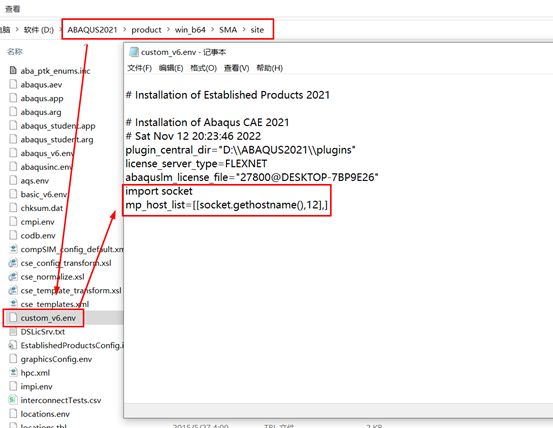 查看
电脑 › 软件 (D:) › ABAQUS2021 › product › win_b64 › SMA › site
名称
aba_ptk_enums.inc
abaqus.aev
abaqus.app
abaqus.arg
abaqus_student.app
abaqus_student.arg
abaqus_v6.env
abaqusinc.env
aqs.env
basic_v6.env
chksum.dat
cmpi.env
codb.env
compSIM_config_default.xm
cse_config_transform.xsl
cse_normalize.xsl
cse_template_transform.xsl
cse_templates.xml
custom_v6.env
DSLicSrv.txt
EstablishedProductsConfig.i
graphicsConfig.env
hpc.xml
impi.env
interconnectTests.csv
locations.env
custom_v6.env - 记事本
文件(F) 编辑(E) 格式(O) 查看(V) 帮助(H)
# Installation of Established Products 2021
# Installation of Abaqus CAE 2021
# Sat Nov 12 20:23:46 2022
plugin_central_dir="D:\\ABAQUS2021\\plugins"
license_server_type=FLEXNET
abaquslm_license_file="27800@DESKTOP-7BP9E26"
import socket
mp_host_list=[[socket.gethostname(),12],]